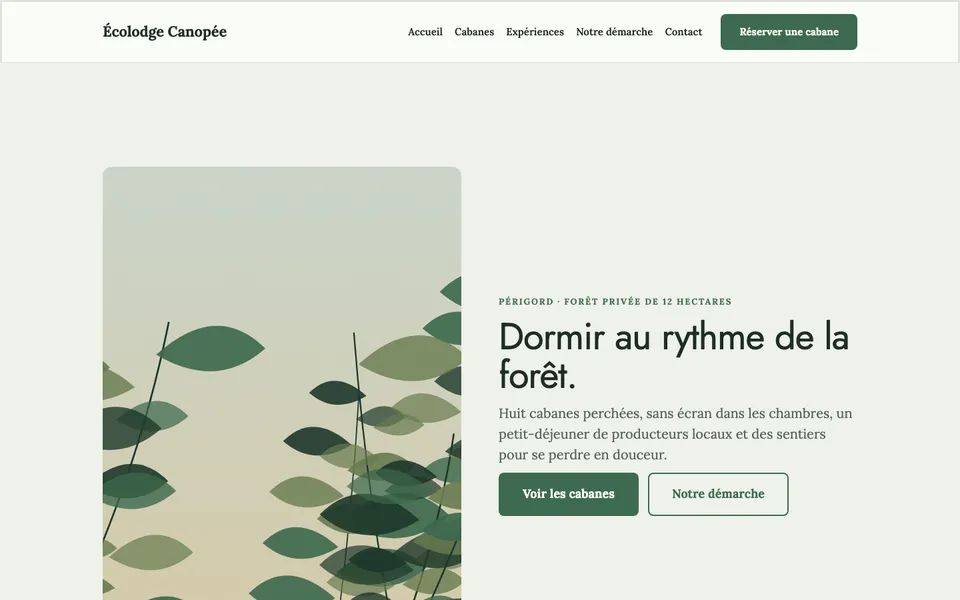 Écolodge Canopée
Accueil Cabanes Expériences Notre démarche Contact Réserver une cabane
PÉRIGORD · FORÊT PRIVÉE DE 12 HECTARES
Dormir au rythme de la
forêt.
Huit cabanes perchées, sans écran dans les chambres, un
petit-déjeuner de producteurs locaux et des sentiers
pour se perdre en douceur.
Voir les cabanes Notre démarche